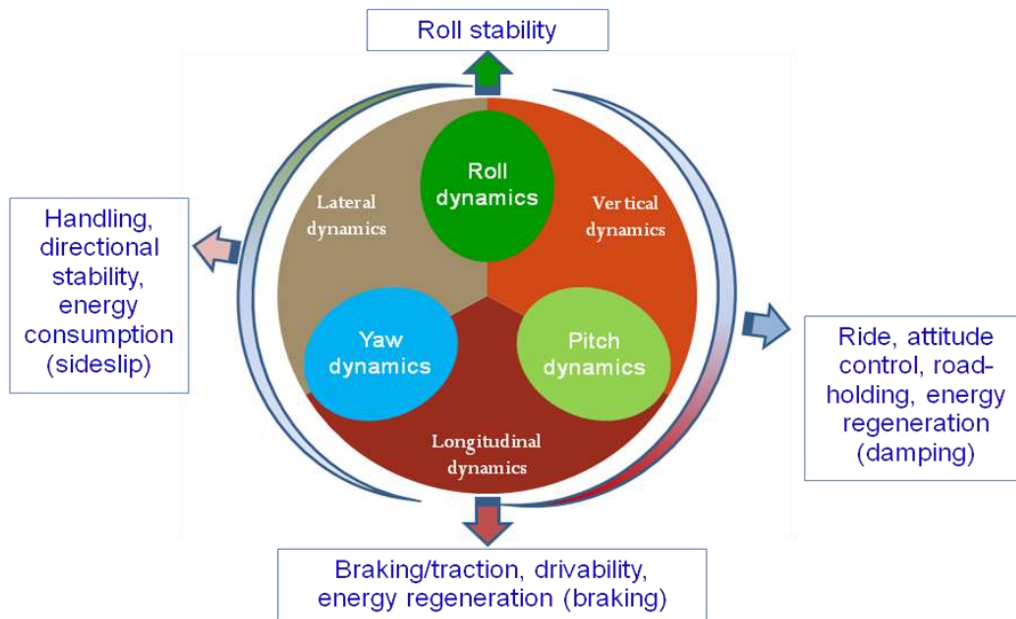 Roll stability
Roll
dynamics
Lateral
dynamics
Vertical
dynamics
Handling,
directional
stability,
energy
consumption
(sideslip)
Yaw
dynamics
Pitch
dynamics
Ride, attitude
control, road-
holding, energy
regeneration
(damping)
Longitudinal
dynamics
Braking/traction, drivability,
energy regeneration (braking)